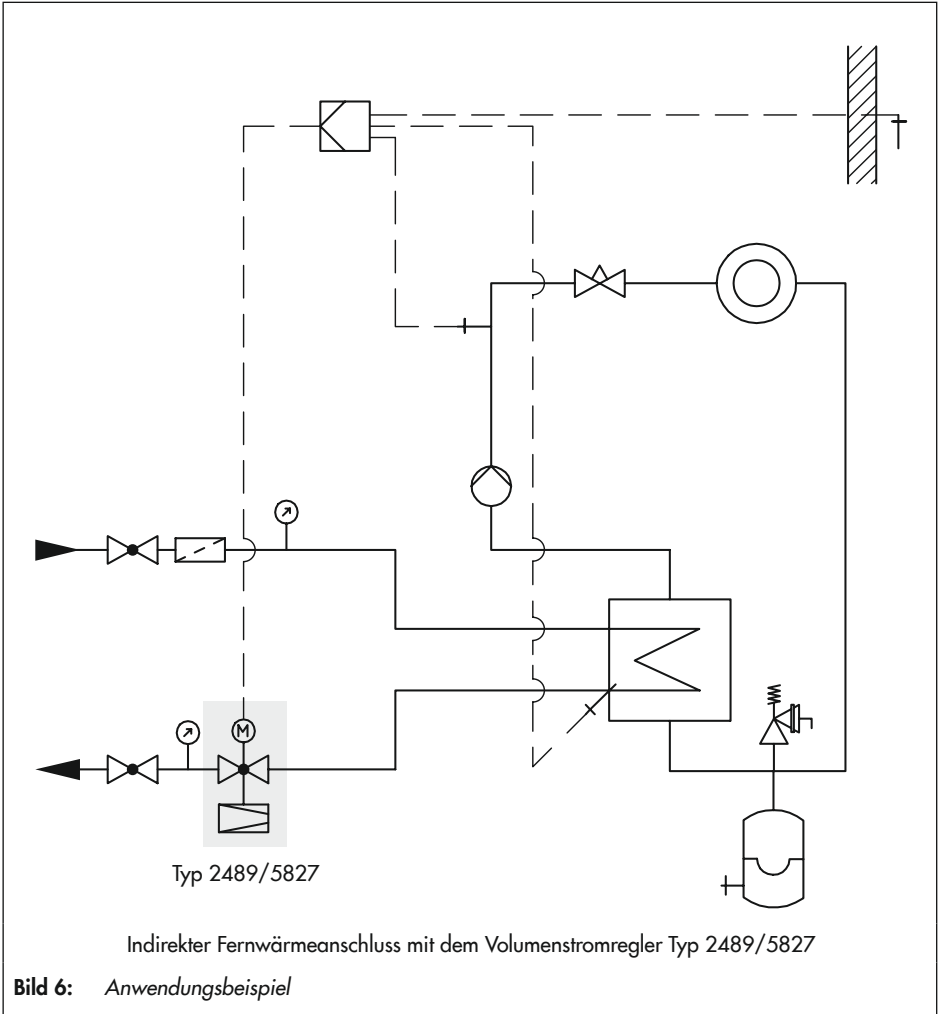 M
Typ 2489/5827
Indirekter Fernwärmeanschluss mit dem Volumenstromregler Typ 2489/5827
Bild 6: Anwendungsbeispiel